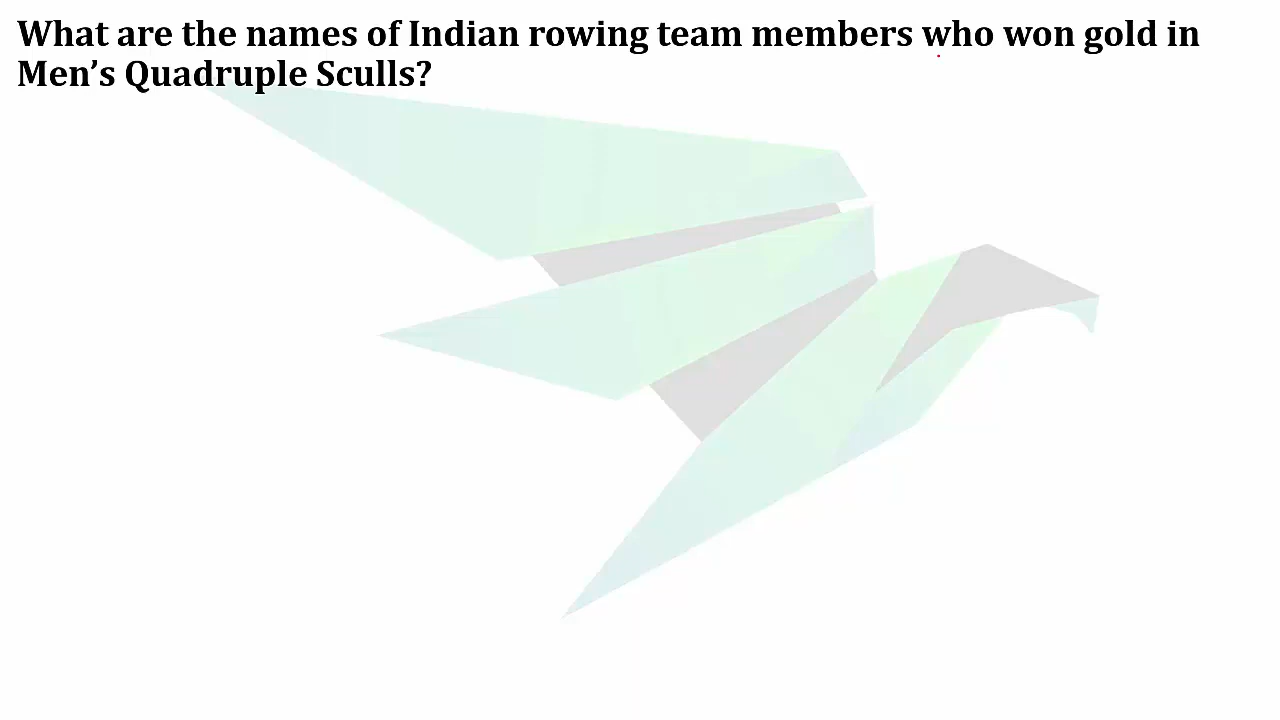 What are the names of Indian rowing team members who won gold in
Men’s Quadruple Sculls?